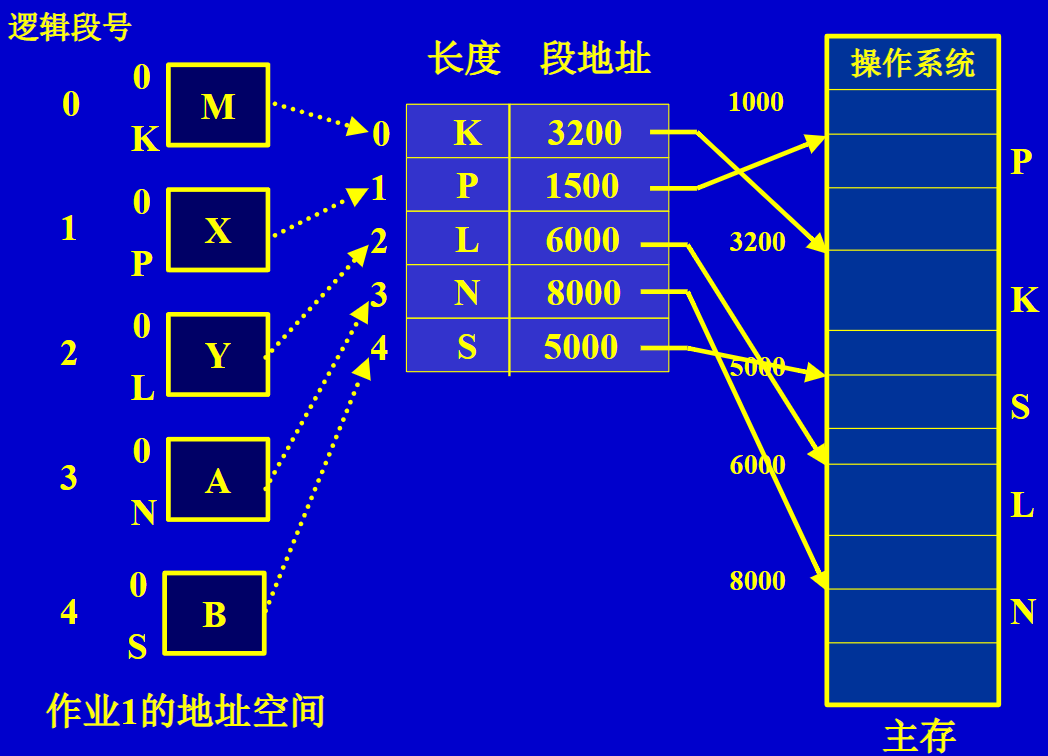 逻辑段号
长度 段地址
操作系统
0 0 M K
1 0 X P
2 0 Y L
3 0 A N
4 0 B S
0 K 3200
1 P 1500
2 L 6000
3 N 8000
4 S 5000
1000
P
3200
K
5000
S
6000
L
8000
N
作业1的地址空间
主存